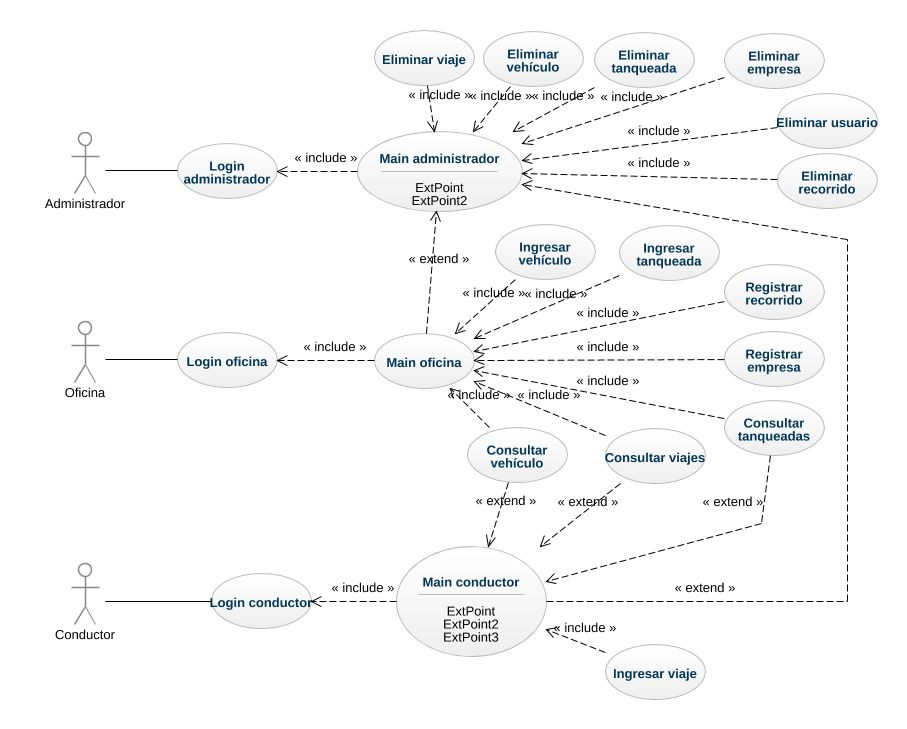 Eliminar viaje
Eliminar
vehículo
Eliminar
tanqueada
Eliminar
empresa
« include »
« include »
« include »
« include »
Eliminar usuario
« include »
Login
administrador
« include »
Main administrador
ExtPoint
ExtPoint2
« include »
Eliminar
recorrido
Administrador
« extend »
Ingresar
vehículo
Ingresar
tanqueada
« include »
« include »
Registrar
recorrido
« include »
Login oficina
« include »
Main oficina
« include »
Registrar
empresa
Oficina
« include »
« include »
« include »
Consultar
tanqueadas
Consultar
vehículo
Consultar viajes
« extend »
« extend »
« extend »
Login conductor
« include »
Main conductor
ExtPoint
ExtPoint2
ExtPoint3
« extend »
Conductor
« include »
Ingresar viaje